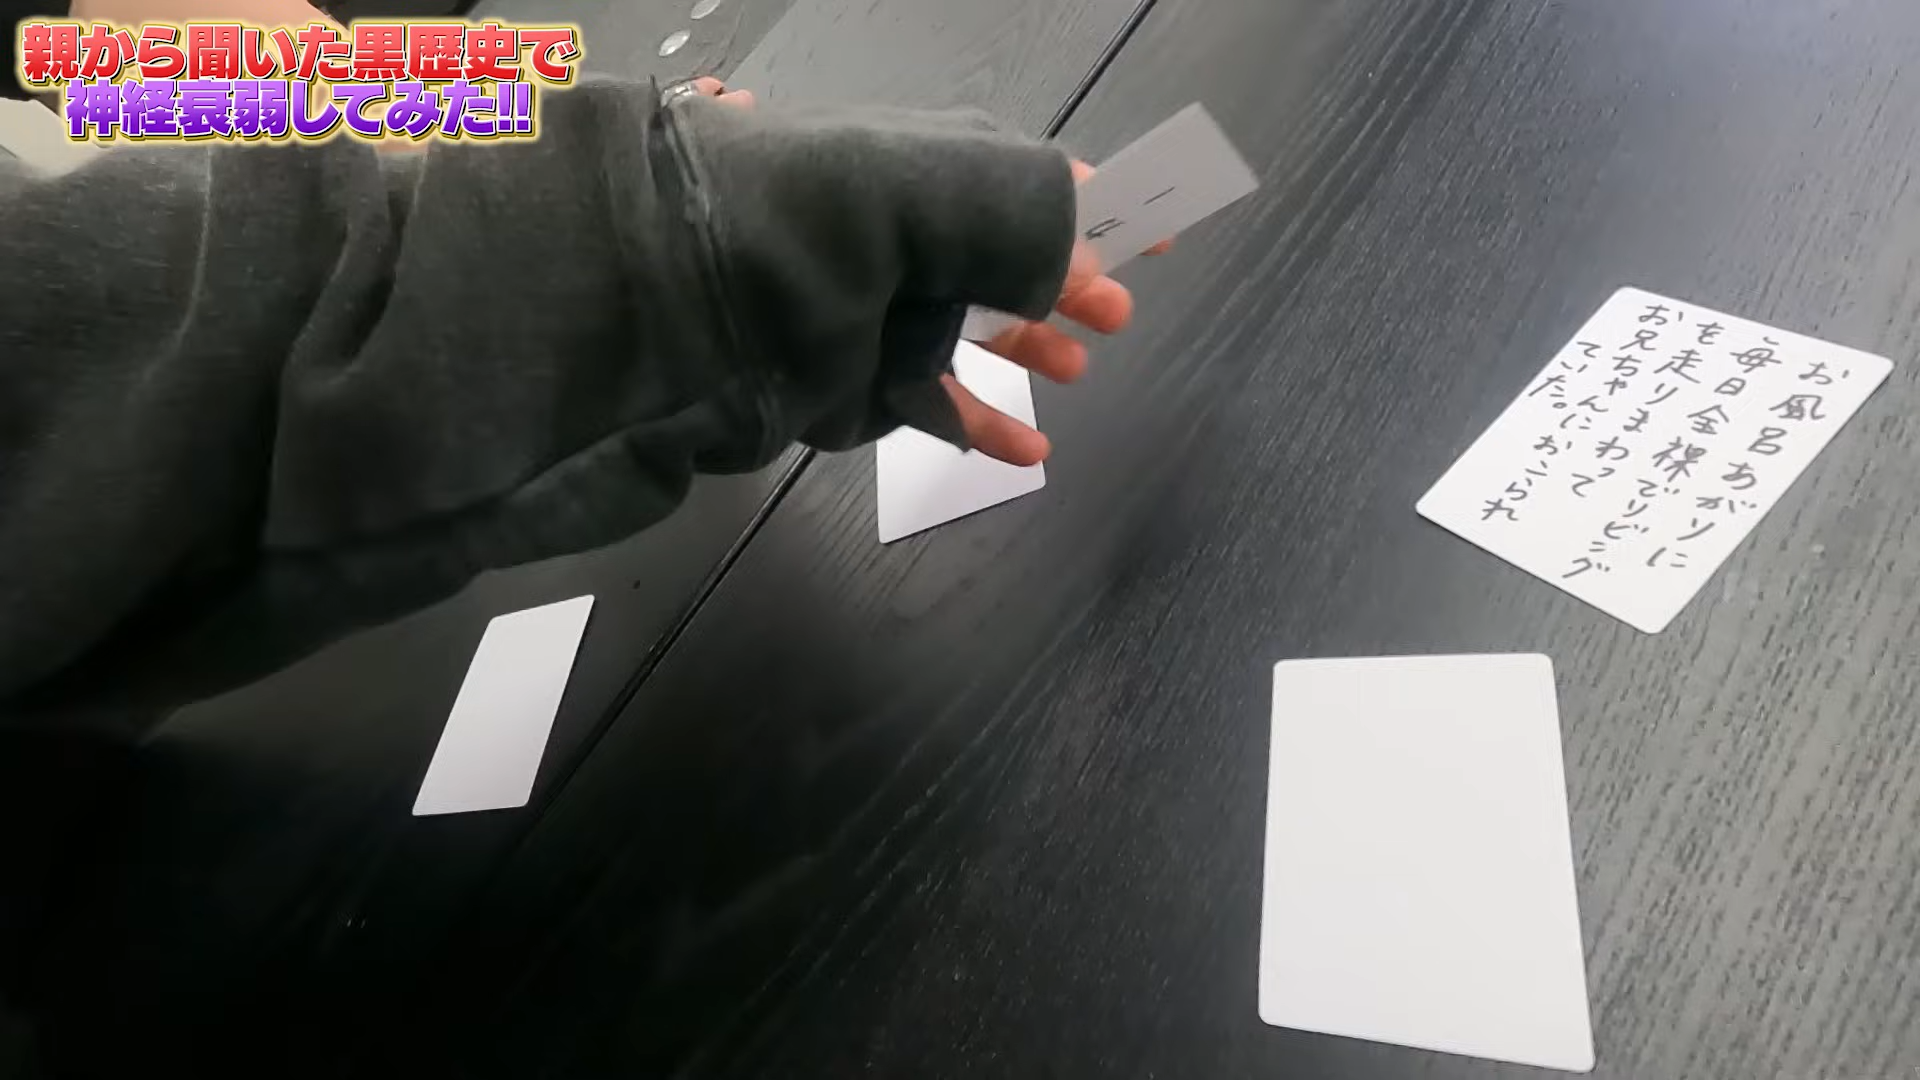 親から聞いた黒歴史で
神経衰弱してみた!!
お風呂あがりに
毎日全裸でリビング
を走りまわって
お兄ちゃんにおこられ
ていた。